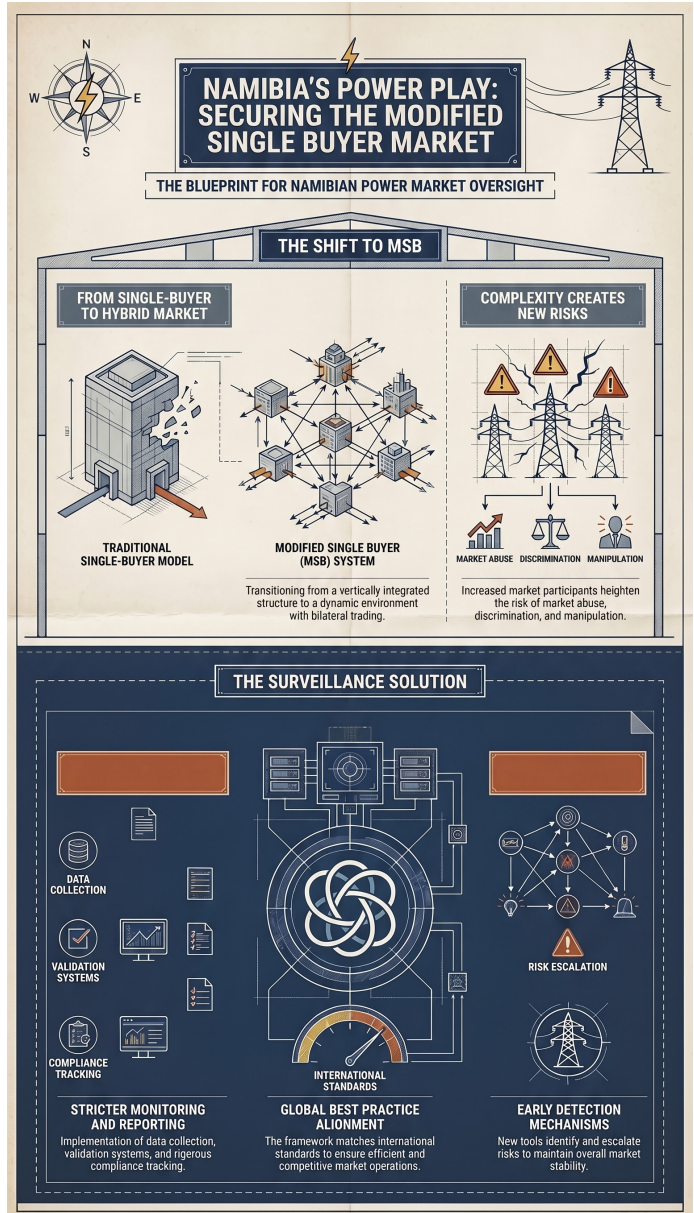 N
W
E
S
NAMIBIA'S POWER PLAY:
SECURING THE MODIFIED
SINGLE BUYER MARKET
THE BLUEPRINT FOR NAMIBIAN POWER MARKET OVERSIGHT
THE SHIFT TO MSB
FROM SINGLE-BUYER
TO HYBRID MARKET
TRADITIONAL
SINGLE-BUYER MODEL
MODIFIED SINGLE BUYER
(MSB) SYSTEM
Transitioning from a vertically integrated
structure to a dynamic environment
with bilateral trading.
COMPLEXITY CREATES
NEW RISKS
MARKET ABUSE
DISCRIMINATION
MANIPULATION
Increased market participants heighten
the risk of market abuse,
discrimination, and manipulation.
THE SURVEILLANCE SOLUTION
DATA
COLLECTION
VALIDATION
SYSTEMS
COMPLIANCE
TRACKING
STRICTER MONITORING
AND REPORTING
Implementation of data collection,
validation systems, and rigerous
compliance tracking.
INTERNATIONAL
STANDARDS
GLOBAL BEST PRACTICE
ALIONMENT
The framework matches international
standards to ensure efficient and
competitive market operations.
RISK ESCALATION
EARLY DETECTION
MECHANISMS
New tools identify and escalate
risks to maintain overall market
stability.